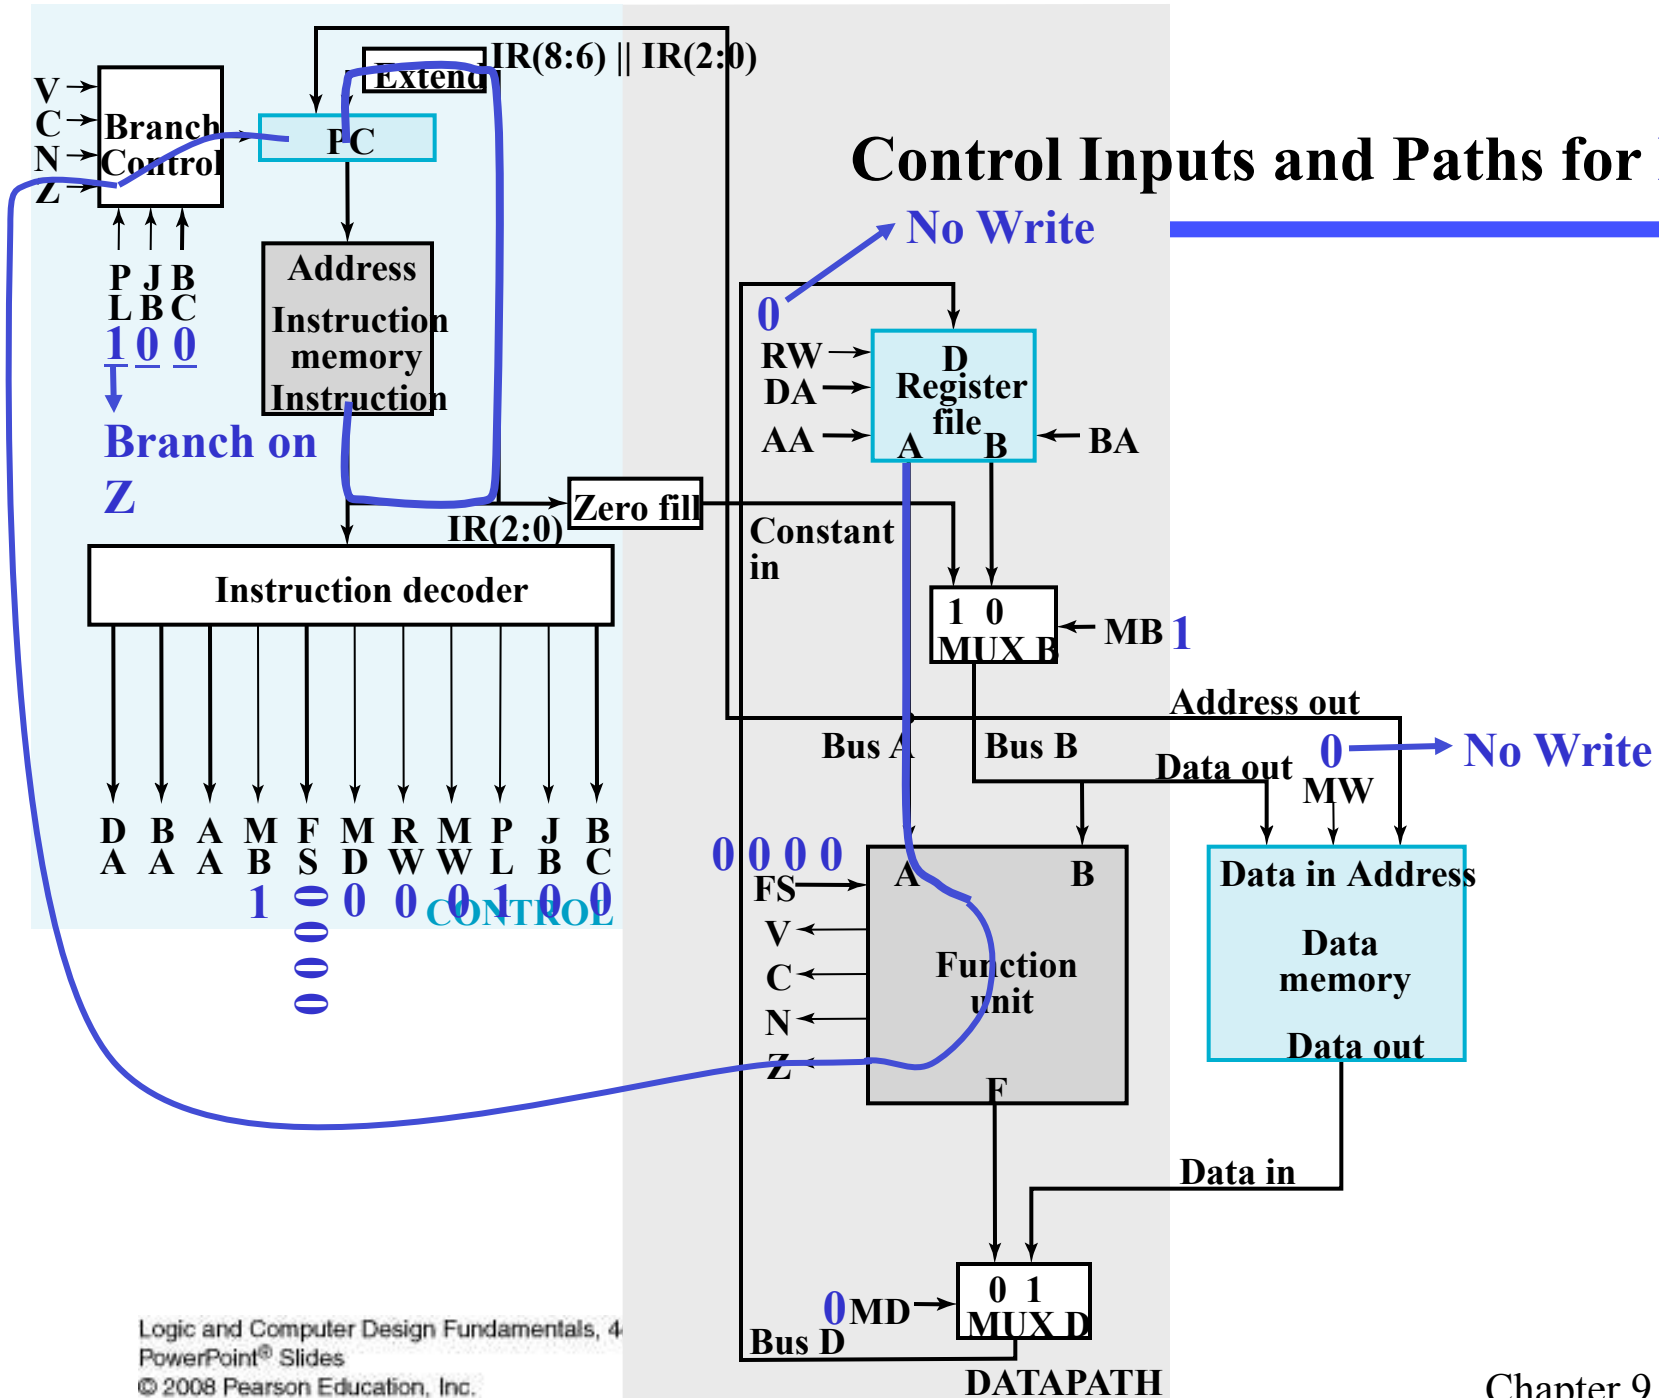 IR(8:6) || IR(2:0)
Extend
V
C
N
Z
Branch
Control
PC
Control Inputs and Paths for
No Write
P J B
L B C
1 0 0
Branch on
Z
Address
Instruction
memory
Instruction
0
RW
DA
AA
D
Register
file
A B
BA
IR(2:0)
Zero fill
Constant
in
Instruction decoder
1 0
MUX B
MB 1
Address out
Bus A
Bus B
Data out
0
No Write
MW
D B A M F M R M P J B
A A A B S D W W L B C
1 0 0 0 0 1 0 0
0
0
0
CONTROL
0 0 0 0
FS
V
C
N
Z
A B
Function
unit
F
Data in Address
Data
memory
Data out
Data in
0 MD
0 1
MUX D
Bus D
DATAPATH
Logic and Computer Design Fundamentals,
PowerPoint® Slides
© 2008 Pearson Education, Inc.
Chapter 9